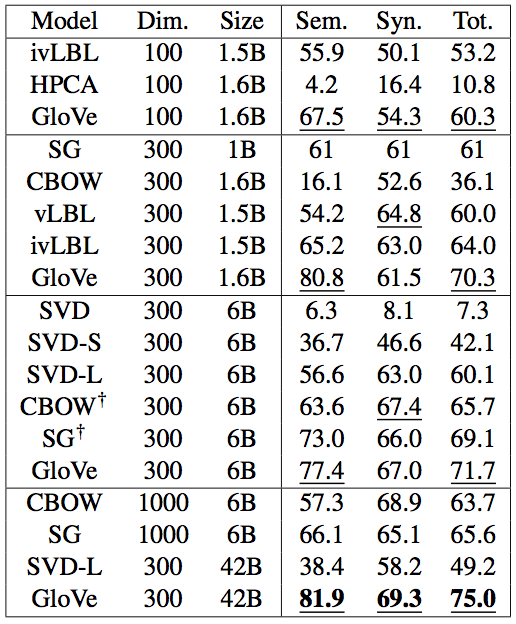 Model Dim. Size Sem. Syn. Tot.
ivLBL 100 1.5B 55.9 50.1 53.2
HPCA 100 1.6B 4.2 16.4 10.8
GloVe 100 1.6B 67.5 54.3 60.3
SG 300 1B 61 61 61
CBOW 300 1.6B 16.1 52.6 36.1
vLBL 300 1.5B 54.2 64.8 60.0
ivLBL 300 1.5B 65.2 63.0 64.0
GloVe 300 1.6B 80.8 61.5 70.3
SVD 300 6B 6.3 8.1 7.3
SVD-S 300 6B 36.7 46.6 42.1
SVD-L 300 6B 56.6 63.0 60.1
CBOW† 300 6B 63.6 67.4 65.7
SG† 300 6B 73.0 66.0 69.1
GloVe 300 6B 77.4 67.0 71.7
CBOW 1000 6B 57.3 68.9 63.7
SG 1000 6B 66.1 65.1 65.6
SVD-L 300 42B 38.4 58.2 49.2
GloVe 300 42B 81.9 69.3 75.0